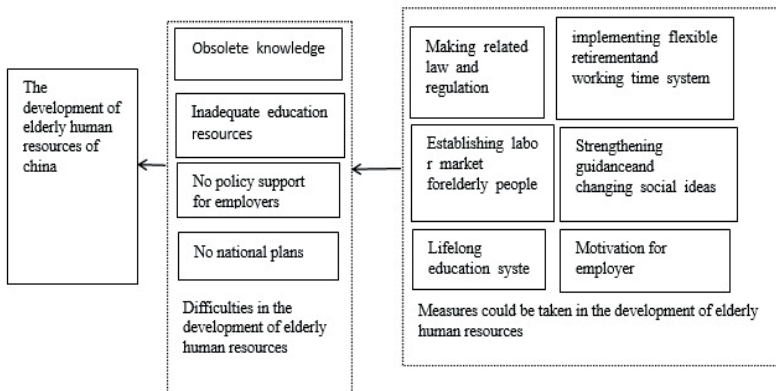 The
development of
elderly human
resources of
china
Obsolete knowledge
Inadequate education
resources
No policy support
for employers
No national plans
Difficulties in the
development of elderly
human resources
Making related
law and
regulation
implementing flexible
retirementand
working time system
Establishing labo
r market
forelderly people
Strengthening
guidanceand
changing social ideas
Lifelong
education syste
Motivation for
employer
Measures could be taken in the development of elderly
human resources